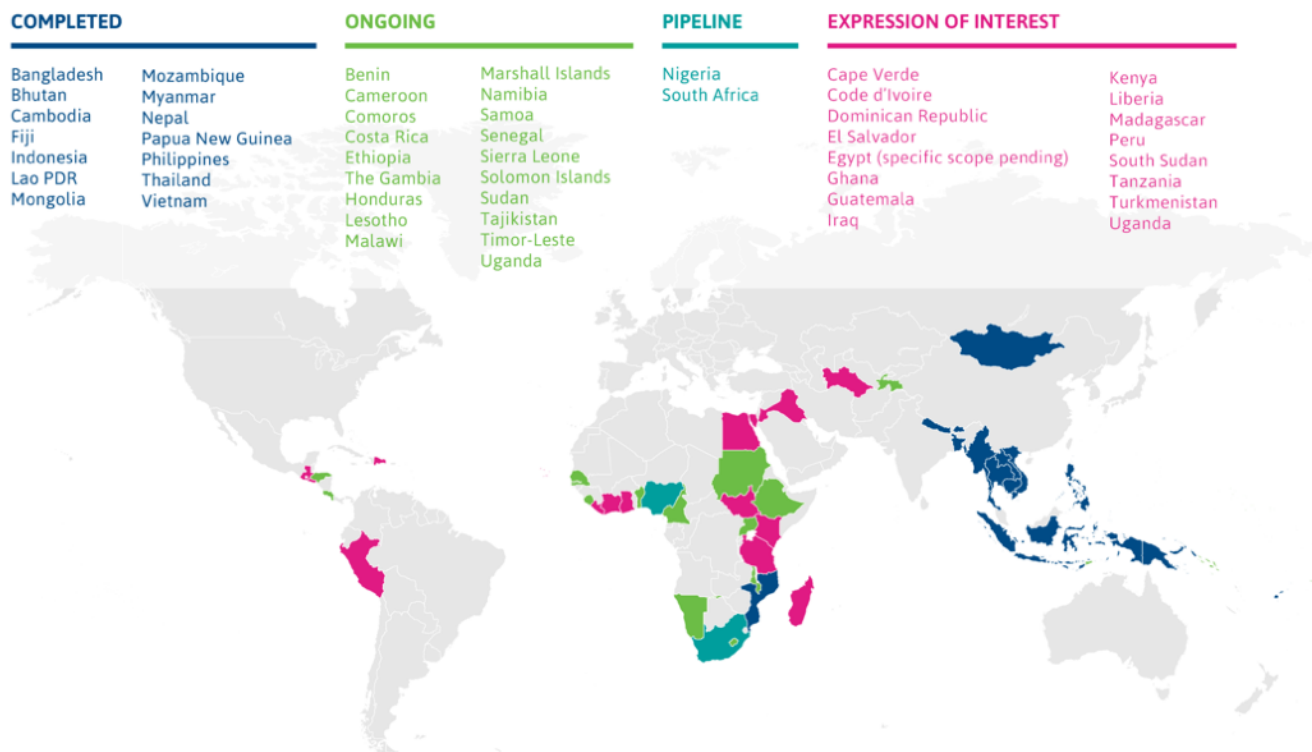 COMPLETED
Bangladesh
Bhutan
Cambodia
Fiji
Indonesia
Lao PDR
Mongolia
Mozambique
Myanmar
Nepal
Papua New Guinea
Philippines
Thailand
Vietnam
ONGOING
Benin
Cameroon
Comoros
Costa Rica
Ethiopia
The Gambia
Honduras
Lesotho
Malawi
Marshall Islands
Namibia
Samoa
Senegal
Sierra Leone
Solomon Islands
Sudan
Tajikistan
Timor-Leste
Uganda
PIPELINE
Nigeria
South Africa
EXPRESSION OF INTEREST
Cape Verde
Code d'Ivoire
Dominican Republic
El Salvador
Egypt (specific scope pending)
Ghana
Guatemala
Iraq
Kenya
Liberia
Madagascar
Peru
South Sudan
Tanzania
Turkmenistan
Uganda